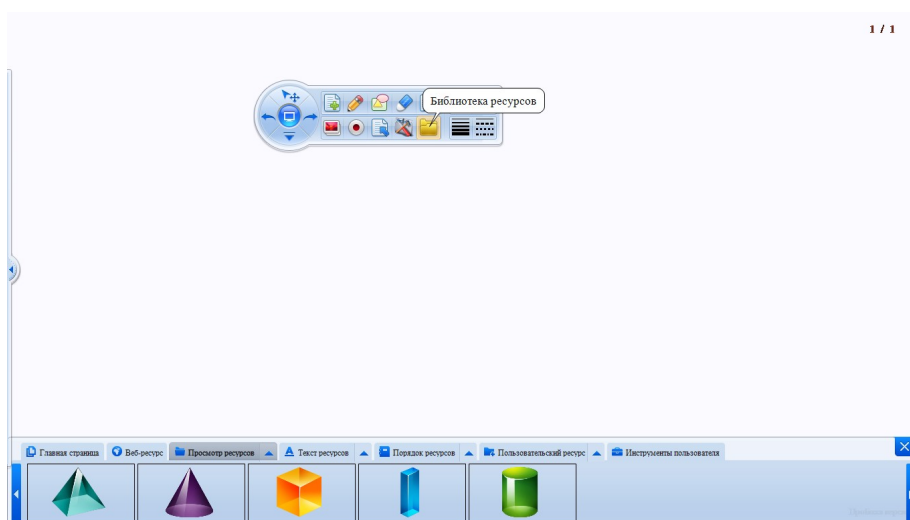 1 / 1
Библиотека ресурсов
Главная страница Веб-ресурс Просмотр ресурсов Текст ресурсов Порядок ресурсов Пользовательский ресурс Инструменты пользователя